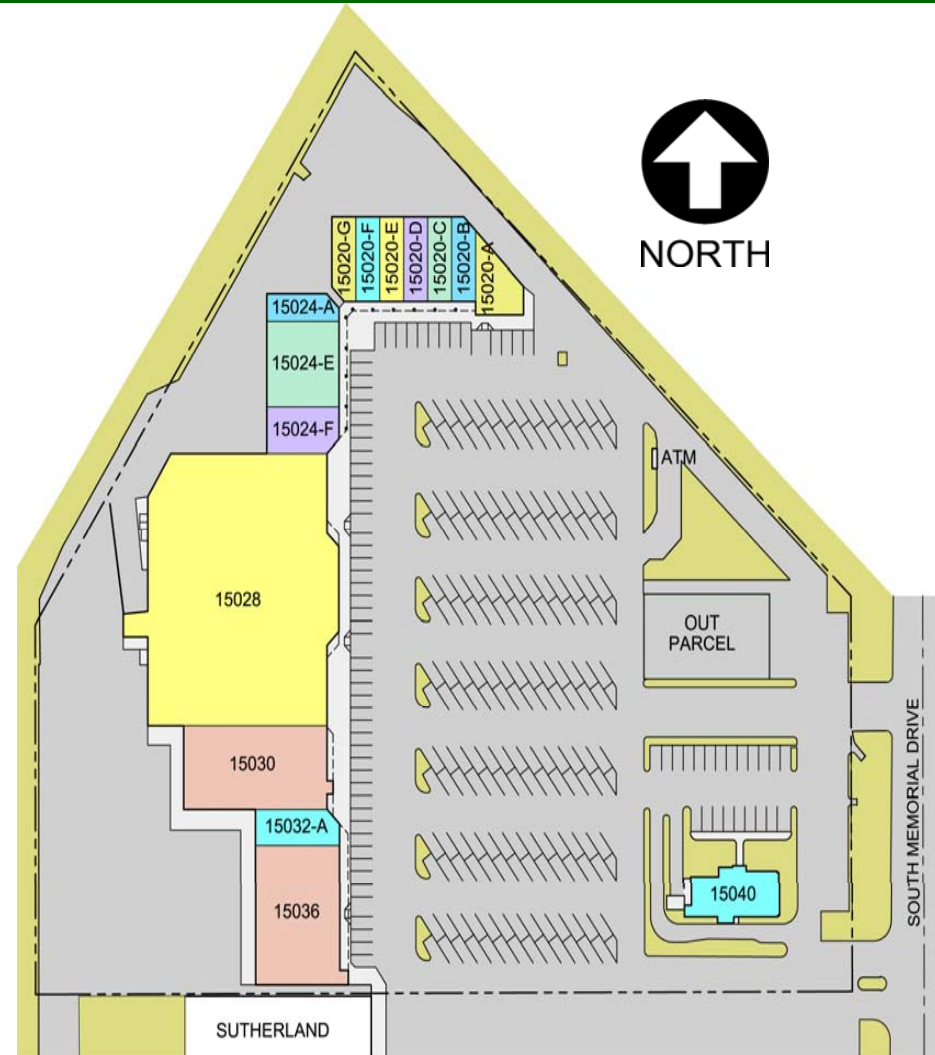 NORTH
15020-G
15020-F
15020-E
15020-D
15020-C
15020-B
15020-A
15024-A
15024-E
15024-F
ATM
15028
OUT
PARCEL
15030
15032-A
15036
15040
SOUTH MEMORIAL DRIVE
SUTHERLAND